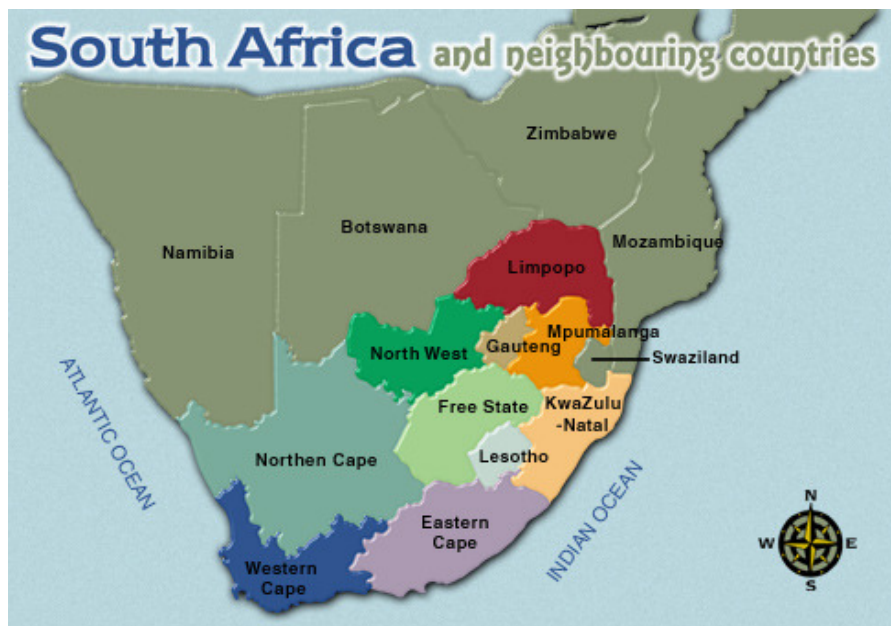 South Africa and neighbouring countries
Zimbabwe
Botswana
Mozambique
Namibia
Limpopo
Mpumalanga
Gauteng
North West
Swaziland
Free State
KwaZulu
-Natal
Northen Cape
Lesotho
Eastern
Cape
Western
Cape
ATLANTIC OCEAN
INDIAN OCEAN
N
W
E
S